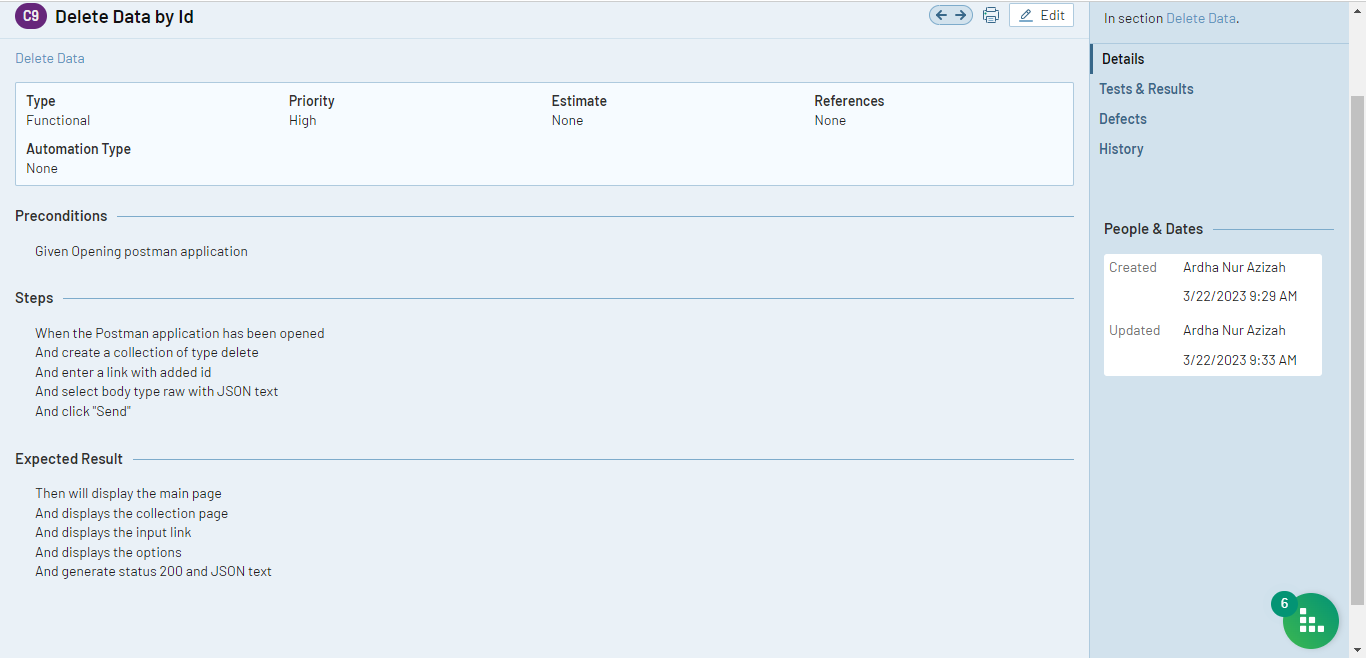 C9 Delete Data by Id
Edit
Delete Data
Type Priority Estimate References
Functional High None None
Automation Type
None
Preconditions
Given Opening postman application
Steps
When the Postman application has been opened
And create a collection of type delete
And enter a link with added id
And select body type raw with JSON text
And click "Send"
Expected Result
Then will display the main page
And displays the collection page
And displays the input link
And displays the options
And generate status 200 and JSON text
In section Delete Data.
Details
Tests & Results
Defects
History
People & Dates
Created Ardha Nur Azizah
3/22/2023 9:29 AM
Updated Ardha Nur Azizah
3/22/2023 9:33 AM
6